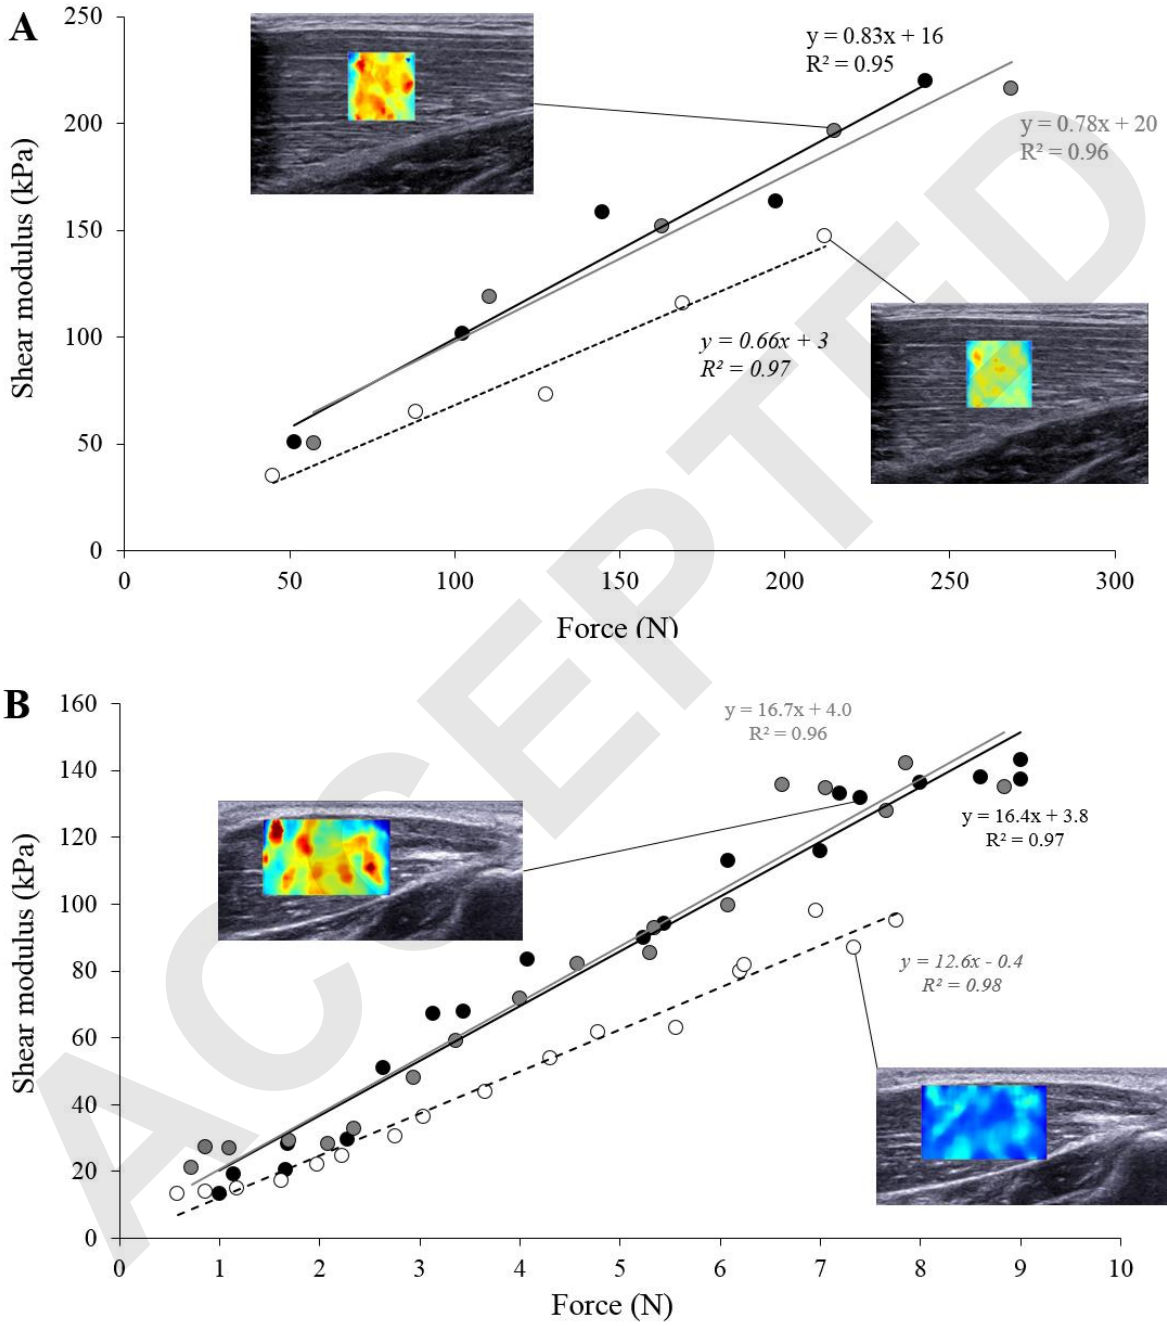 A
250
200
150
100
50
0
Shear modulus (kPa)
y = 0.83x + 16
R² = 0.95
y = 0.78x + 20
R² = 0.96
y = 0.66x + 3
R² = 0.97
0 50 100 150 200 250 300
Force (N)
B
160
140
120
100
80
60
40
20
0
Shear modulus (kPa)
y = 16.7x + 4.0
R² = 0.96
y = 16.4x + 3.8
R² = 0.97
y = 12.6x - 0.4
R² = 0.98
0 1 2 3 4 5 6 7 8 9 10
Force (N)
ACCEPTED